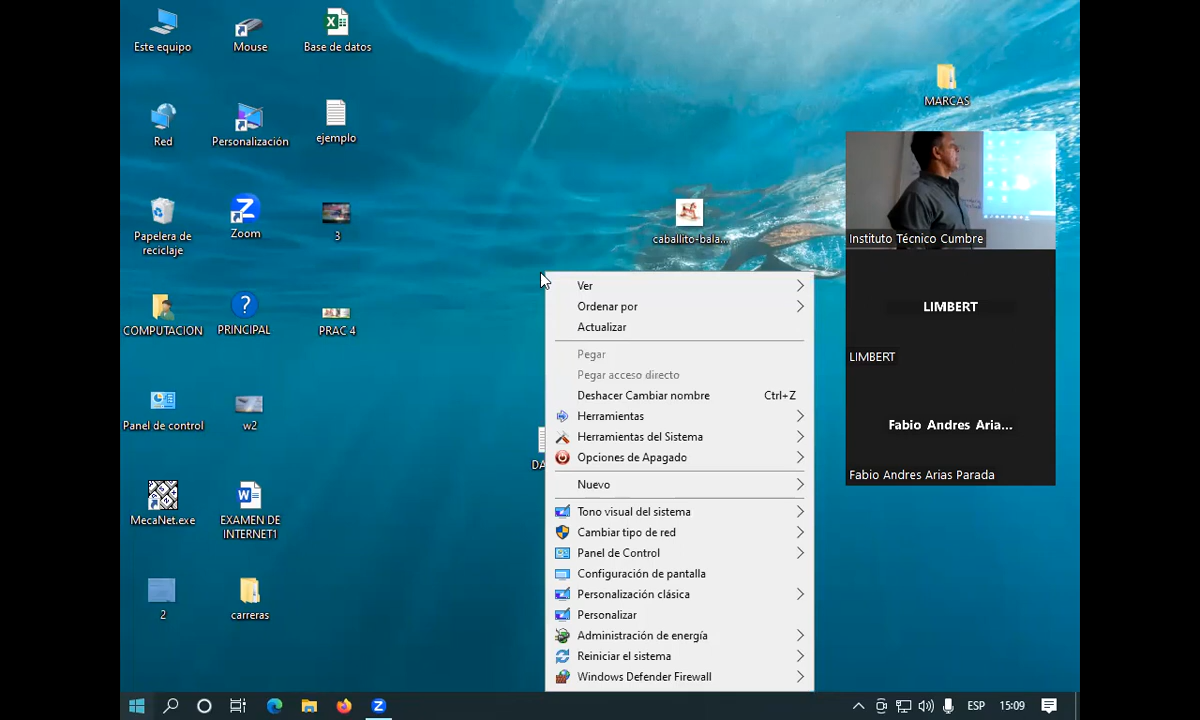 Este equipo
Mouse
Base de datos
MARCAS
Red
Personalización
ejemplo
Papelera de
reciclaje
Zoom
3
caballito-bala...
Instituto Técnico Cumbre
COMPUTACION
PRINCIPAL
PRAC 4
LIMBERT
LIMBERT
Fabio Andres Aria...
Fabio Andres Arias Parada
Panel de control
w2
DA
MecaNet.exe
EXAMEN DE
INTERNET1
2
carreras
Ver
Ordenar por
Actualizar
Pegar
Pegar acceso directo
Deshacer Cambiar nombre Ctrl+Z
Herramientas
Herramientas del Sistema
Opciones de Apagado
Nuevo
Tono visual del sistema
Cambiar tipo de red
Panel de Control
Configuración de pantalla
Personalización clásica
Personalizar
Administración de energía
Reiniciar el sistema
Windows Defender Firewall
ESP
15:09